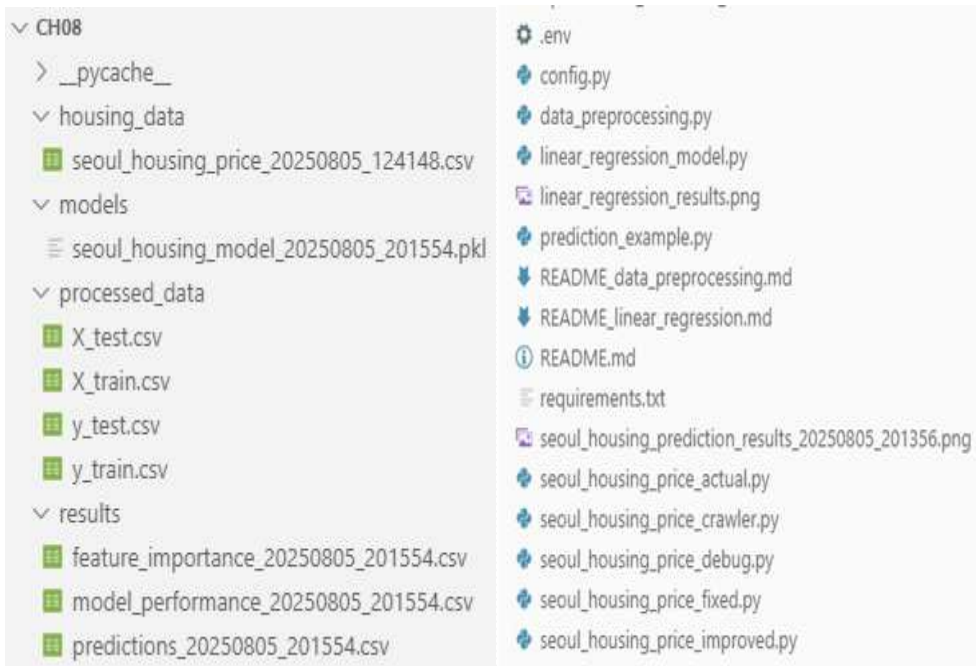 CH08
__pycache__
housing_data
seoul_housing_price_20250805_124148.csv
models
seoul_housing_model_20250805_201554.pkl
processed_data
X_test.csv
X_train.csv
y_test.csv
y_train.csv
results
feature_importance_20250805_201554.csv
model_performance_20250805_201554.csv
predictions_20250805_201554.csv
.env
config.py
data_preprocessing.py
linear_regression_model.py
linear_regression_results.png
prediction_example.py
README_data_preprocessing.md
README_linear_regression.md
README.md
requirements.txt
seoul_housing_prediction_results_20250805_201356.png
seoul_housing_price_actual.py
seoul_housing_price_crawler.py
seoul_housing_price_debug.py
seoul_housing_price_fixed.py
seoul_housing_price_improved.py